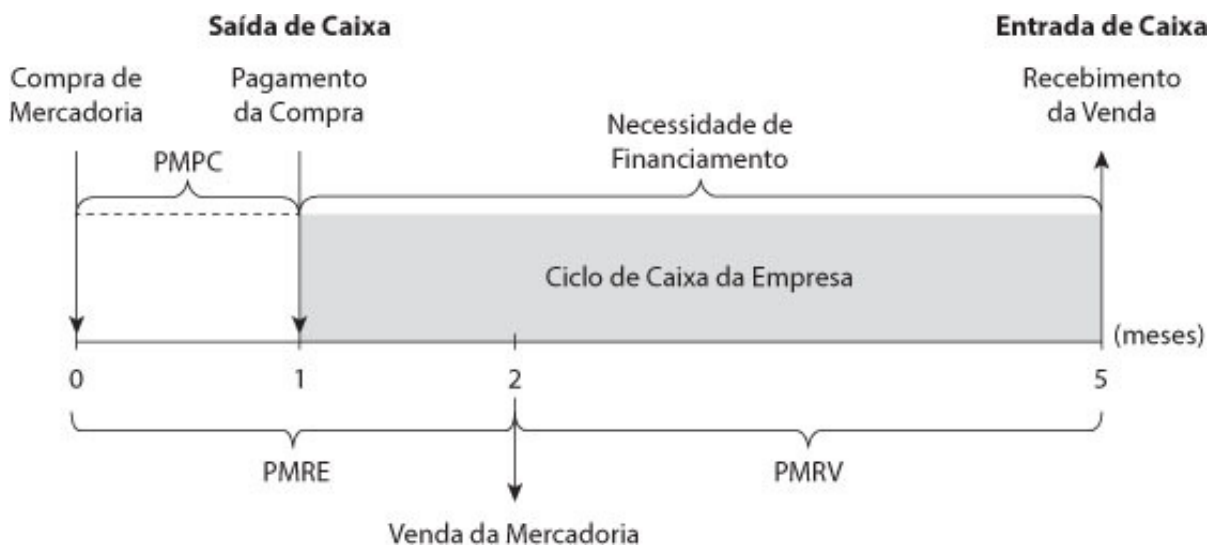 Saída de Caixa
Entrada de Caixa
Compra de
Mercadoria
Pagamento
da Compra
Recebimento
da Venda
Necessidade de
Financiamento
PMPC
Ciclo de Caixa da Empresa
(meses)
0
1
2
5
PMRE
PMRV
Venda da Mercadoria